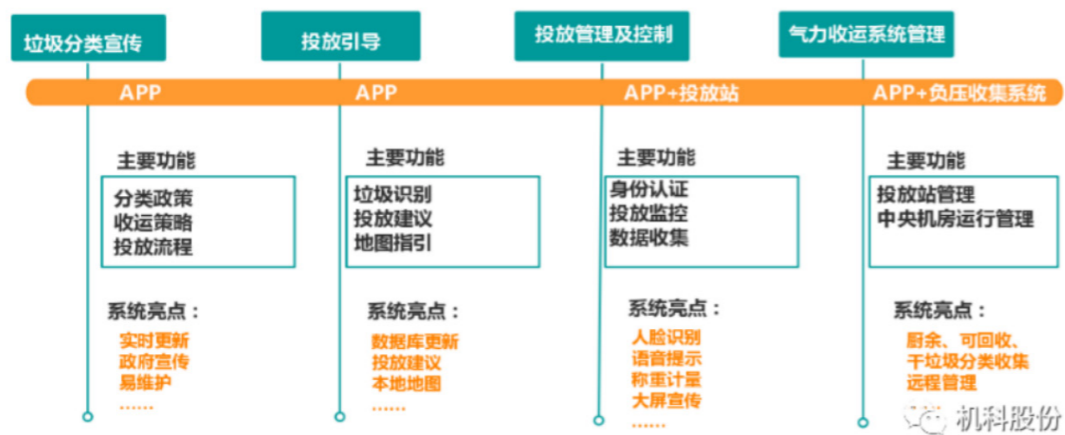 垃圾分类宣传
投放引导
投放管理及控制
气力收运系统管理
APP
APP
APP+投放站
APP+负压收集系统
主要功能
分类政策
收运策略
投放流程
系统亮点：
实时更新
政府宣传
易维护
……
主要功能
垃圾识别
投放建议
地图指引
系统亮点：
数据库更新
投放建议
本地地图
……
主要功能
身份认证
投放监控
数据收集
系统亮点：
人脸识别
语音提示
称重计量
大屏宣传
……
主要功能
投放站管理
中央机房运行管理
系统亮点：
厨余、可回收、
干垃圾分类收集
远程管理
机科股份